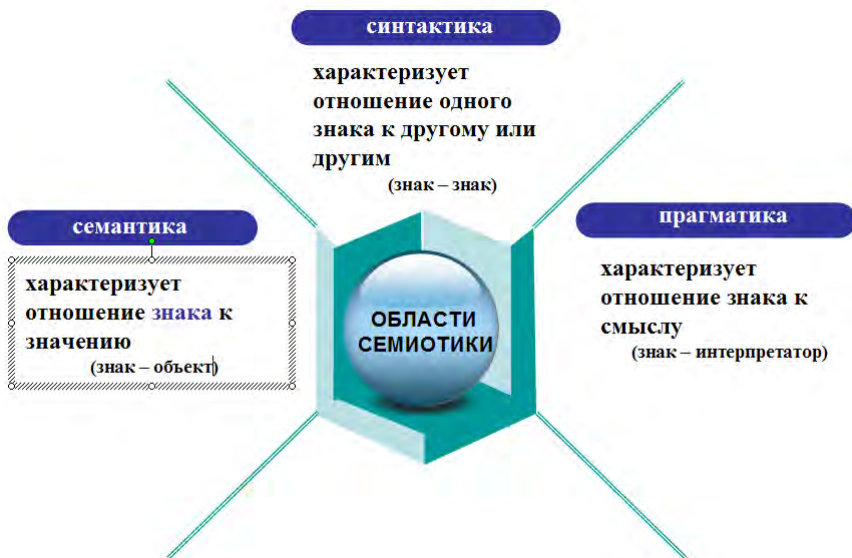 синтактика
характеризует
отношение одного
знака к другому или
другим
(знак – знак)
семантика
характеризует
отношение знака к
значению
(знак – объект)
прагматика
характеризует
отношение знака к
смыслу
(знак – интерпретатор)
ОБЛАСТИ
СЕМИОТИКИ